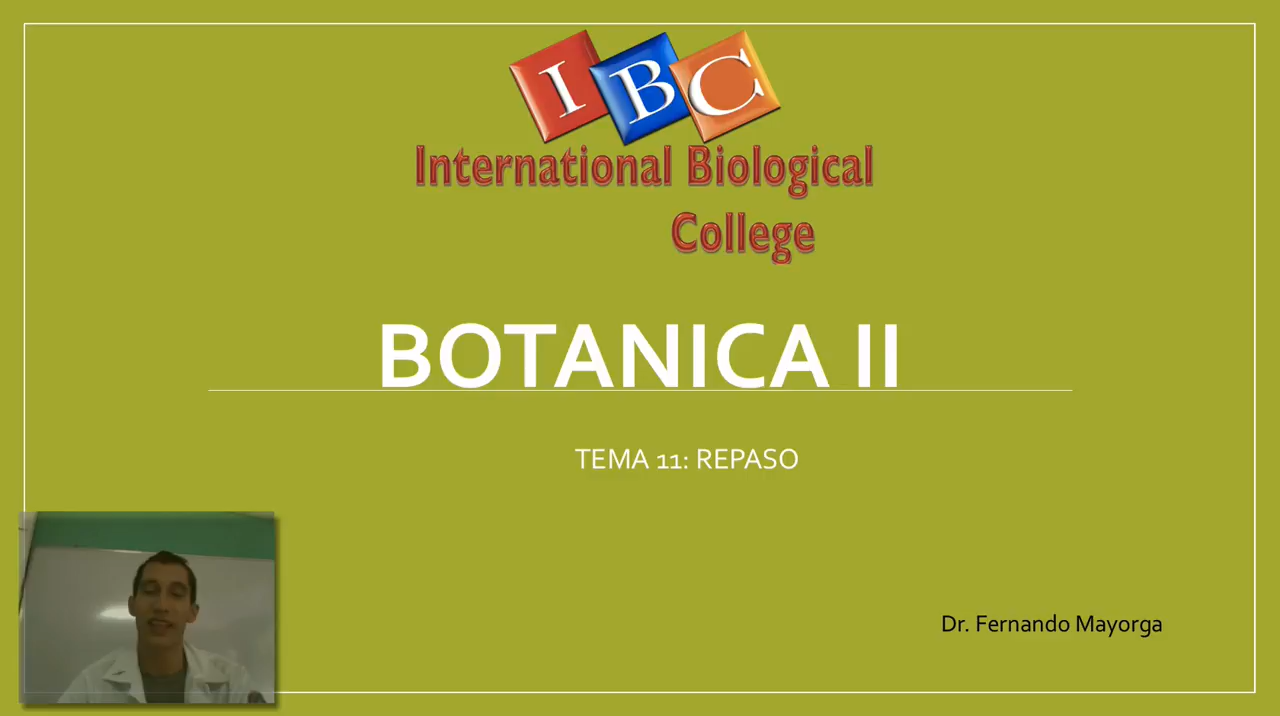 IBC
International Biological
College
BOTANICA II
TEMA 11: REPASO
Dr. Fernando Mayorga